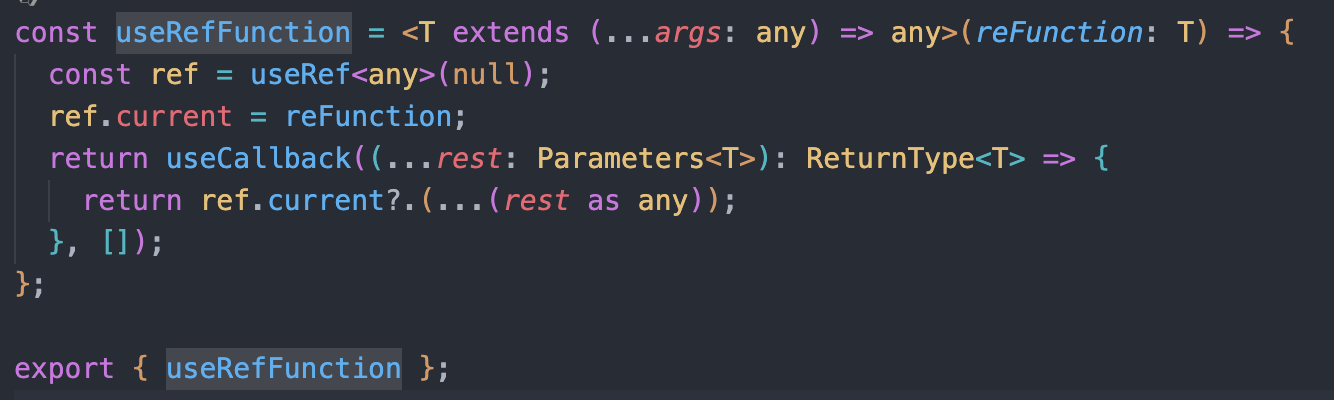 const useRefFunction = <T extends (...args: any) => any>(reFunction: T) => {
  const ref = useRef<any>(null);
  ref.current = reFunction;
  return useCallback((...rest: Parameters<T>): ReturnType<T> => {
    return ref.current?.(...(rest as any));
  }, []);
};
export { useRefFunction };